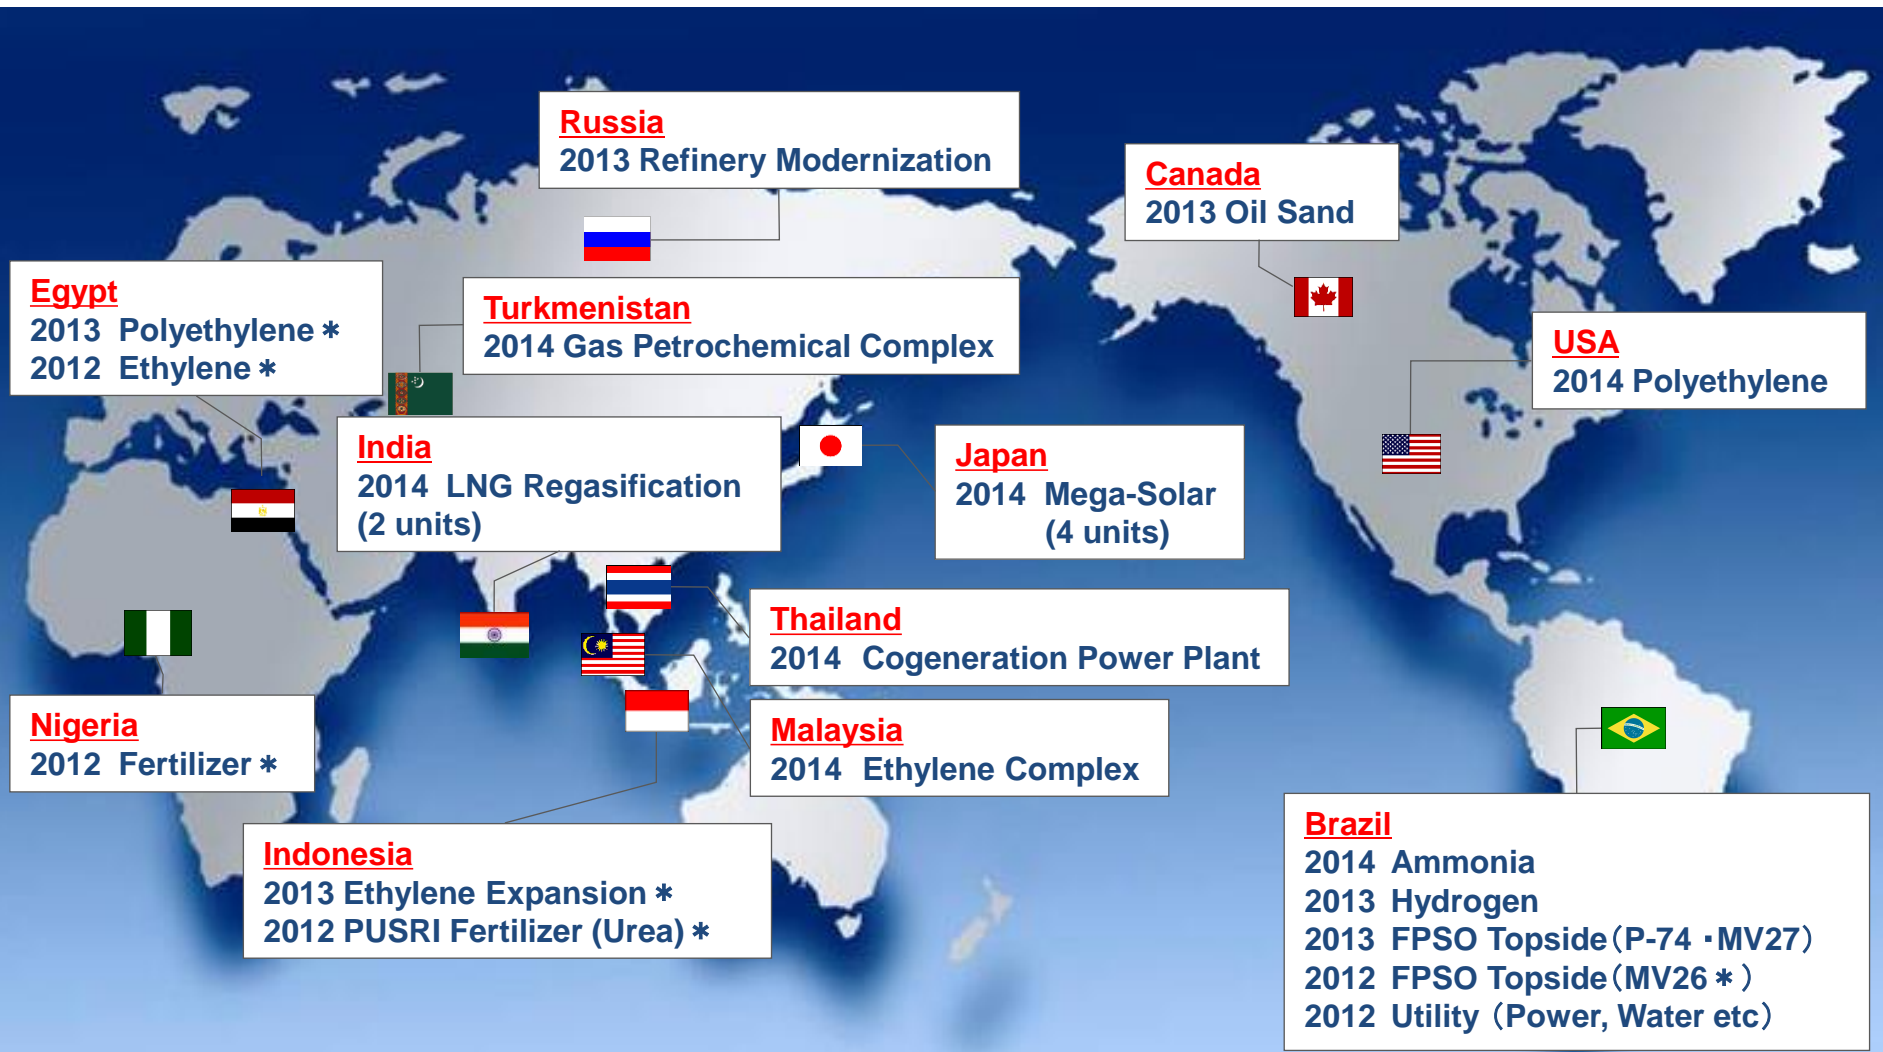 Russia
2013 Refinery Modernization
Canada
2013 Oil Sand
Egypt
2013 Polyethylene＊
2012 Ethylene＊
Turkmenistan
2014 Gas Petrochemical Complex
USA
2014 Polyethylene
India
2014 LNG Regasification
(2 units)
Japan
2014 Mega-Solar
(4 units)
Thailand
2014 Cogeneration Power Plant
Nigeria
2012 Fertilizer＊
Malaysia
2014 Ethylene Complex
Indonesia
2013 Ethylene Expansion＊
2012 PUSRI Fertilizer (Urea)＊
Brazil
2014 Ammonia
2013 Hydrogen
2013 FPSO Topside（P-74 ・MV27）
2012 FPSO Topside（MV26＊）
2012 Utility （Power, Water etc）